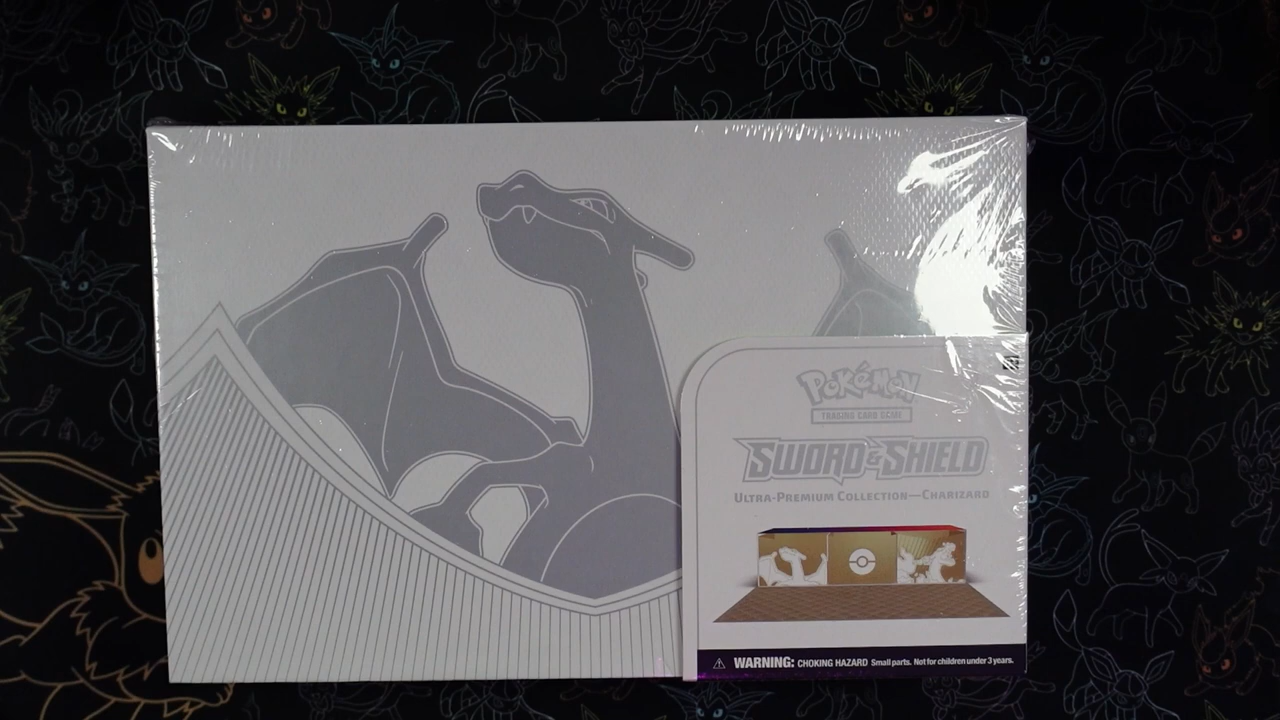 POKéMON
TRADING CARD GAME
SWORD & SHIELD
ULTRA-PREMIUM COLLECTION—CHARIZARD
WARNING: CHOKING HAZARD Small parts. Not for children under 3 years.